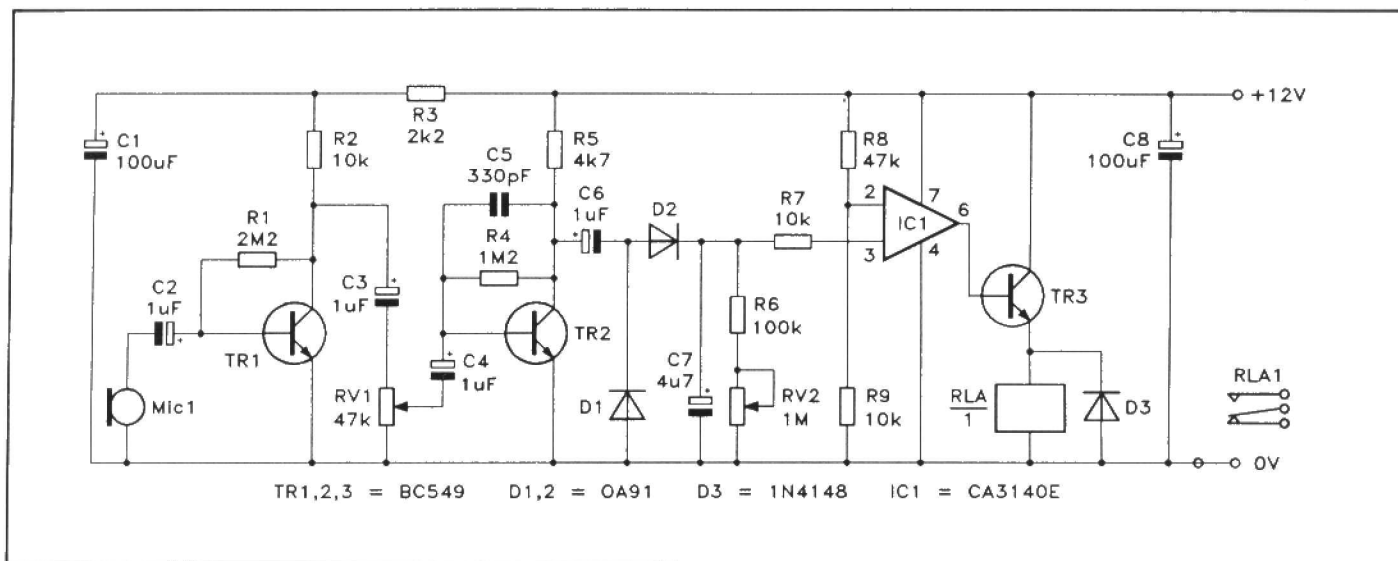 +12V
C1
100uF
R2
10k
R3
2k2
R5
4k7
C5
330pF
C6
1uF
D2
R7
10k
R8
47k
2
7
IC1
6
3
4
C8
100uF
R1
2M2
R4
1M2
C2
1uF
C3
1uF
TR1
TR2
TR3
C4
1uF
R6
100k
C7
4u7
Mic1
RV1
47k
D1
RV2
1M
R9
10k
RLA
1
D3
RLA1
0V
TR1,2,3 = BC549 D1,2 = OA91 D3 = 1N4148 IC1 = CA3140E